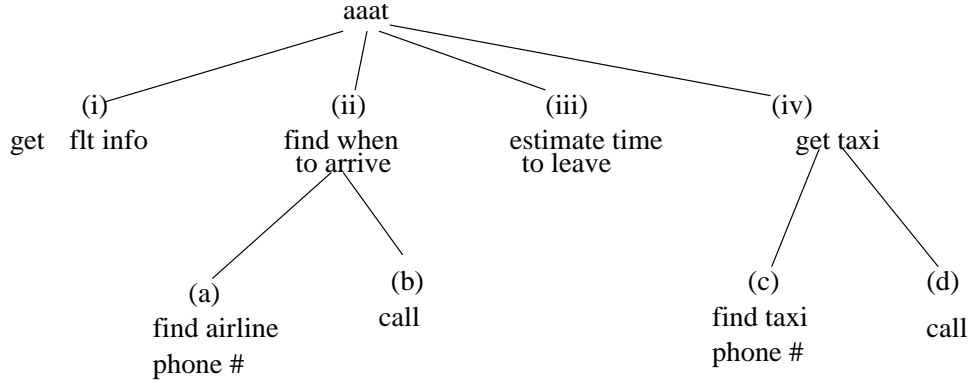 aaat
(i) (ii) (iii) (iv)
get flt info find when estimate time get taxi
to arrive to leave
(a) (b) (c) (d)
find airline call find taxi call
phone # phone #